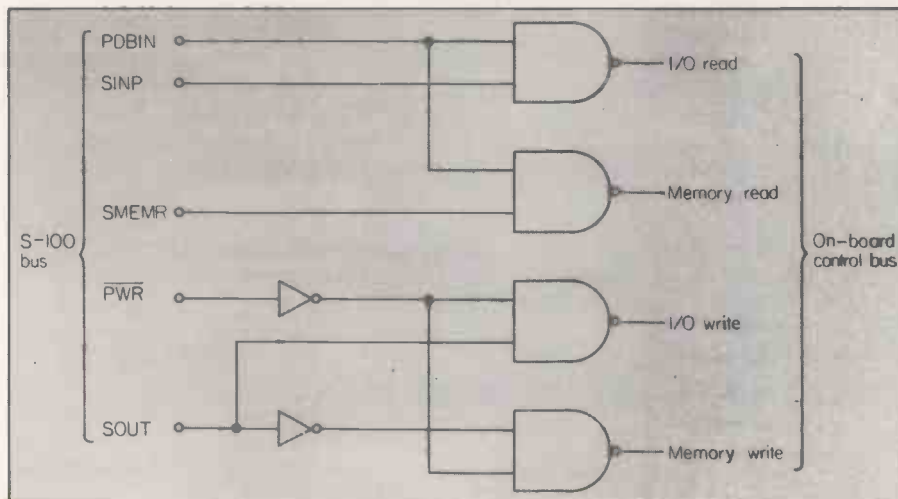 PDBIN
I/O read
SINP
Memory read
SMEMR
S-100
bus
On-board
control bus
PWR
I/O write
SOUT
Memory write